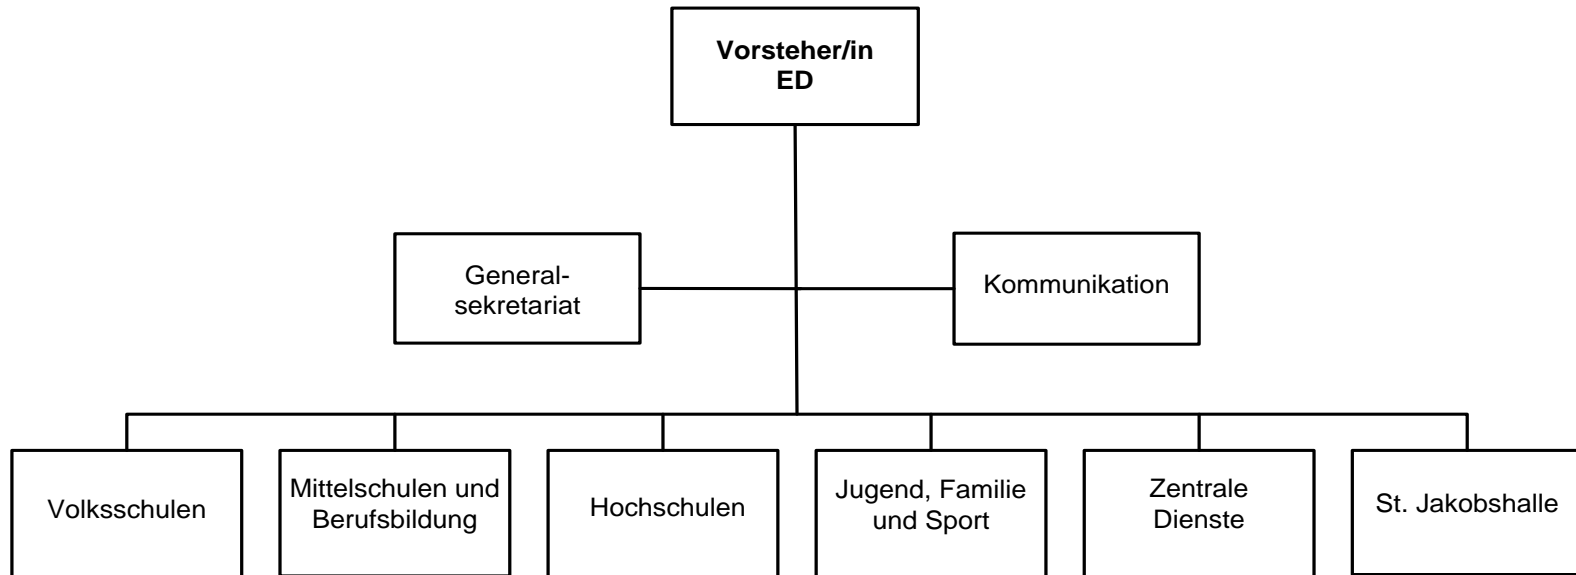 Vorsteher/in
ED
General-
sekretariat
Kommunikation
Volksschulen
Mittelschulen und
Berufsbildung
Hochschulen
Jugend, Familie
und Sport
Zentrale
Dienste
St. Jakobshalle